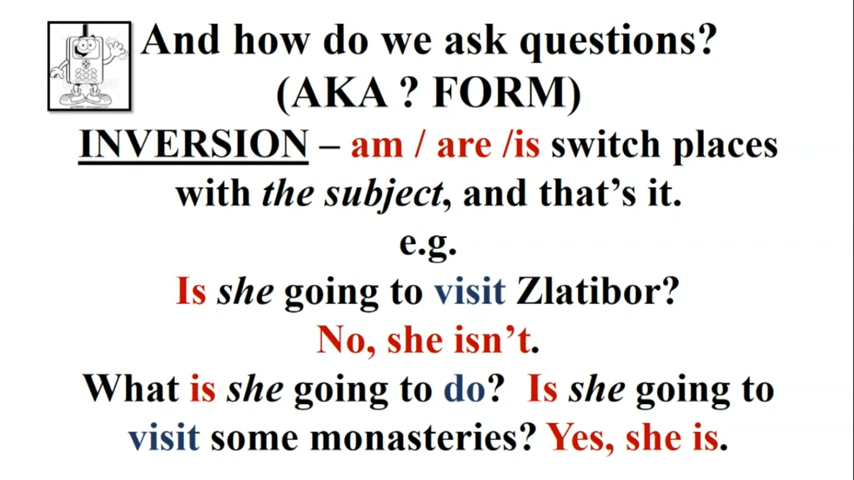 And how do we ask questions?
(AKA ? FORM)
INVERSION – am / are /is switch places
with the subject, and that's it.
e.g.
Is she going to visit Zlatibor?
No, she isn't.
What is she going to do? Is she going to
visit some monasteries? Yes, she is.